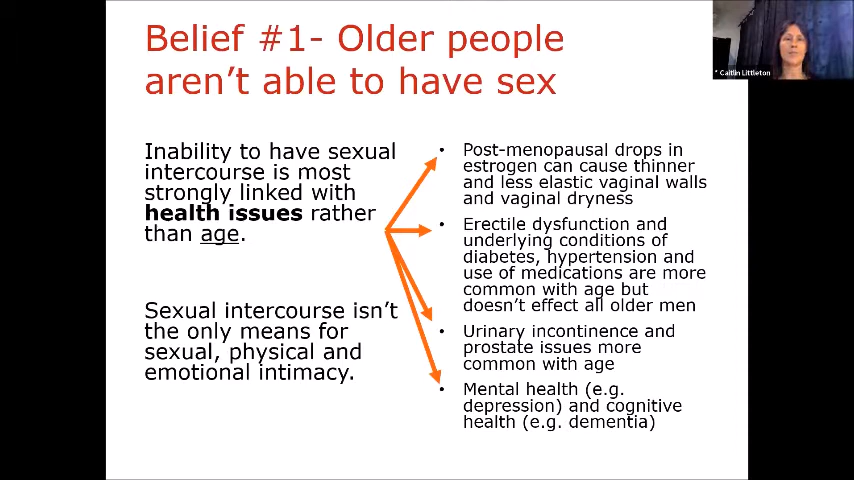 Belief #1- Older people
aren't able to have sex
* Caitlin Littleton
Inability to have sexual
intercourse is most
strongly linked with
health issues rather
than age.
Sexual intercourse isn't
the only means for
sexual, physical and
emotional intimacy.
• Post-menopausal drops in
estrogen can cause thinner
and less elastic vaginal walls
and vaginal dryness
• Erectile dysfunction and
underlying conditions of
diabetes, hypertension and
use of medications are more
common with age but
doesn't effect all older men
• Urinary incontinence and
prostate issues more
common with age
• Mental health (e.g.
depression) and cognitive
health (e.g. dementia)